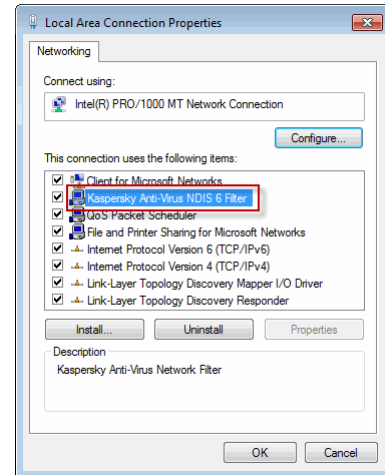 Local Area Connection Properties
Networking
Connect using:
Intel(R) PRO/1000 MT Network Connection
Configure...
This connection uses the following items:
Client for Microsoft Networks
Kaspersky Anti-Virus NDIS 6 Filter
QoS Packet Scheduler
File and Printer Sharing for Microsoft Networks
Internet Protocol Version 6 (TCP/IPv6)
Internet Protocol Version 4 (TCP/IPv4)
Link-Layer Topology Discovery Mapper I/O Driver
Link-Layer Topology Discovery Responder
Install... Uninstall Properties
Description
Kaspersky Anti-Virus Network Filter
OK Cancel